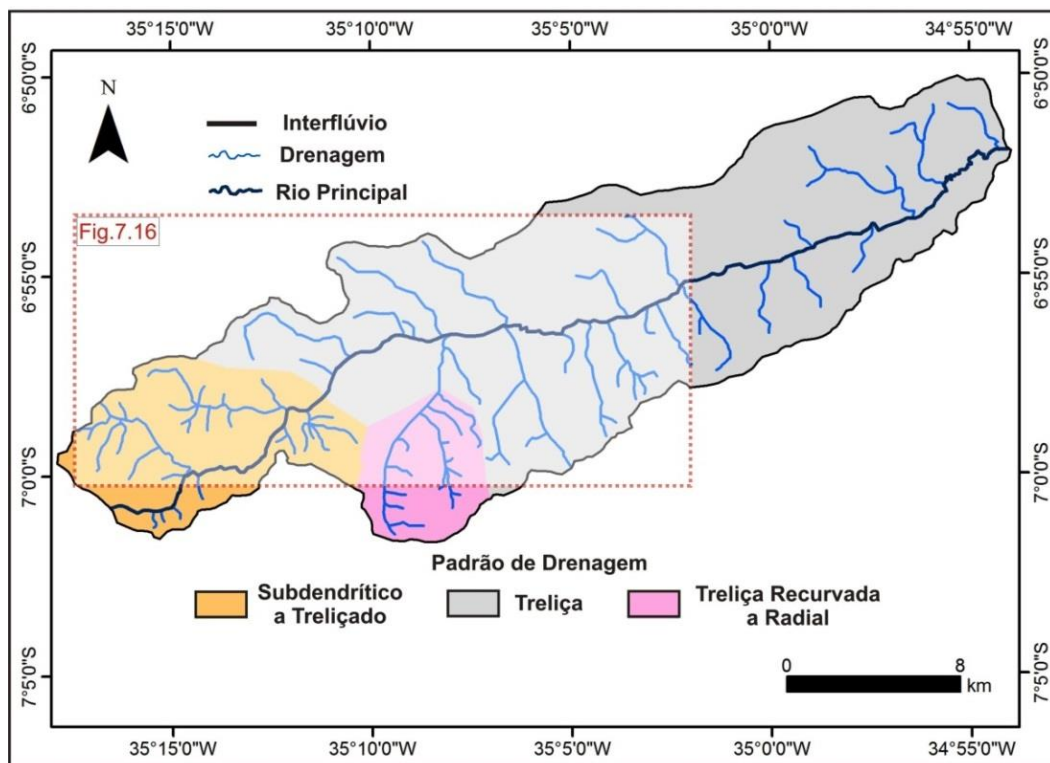 35°15'0"W 35°10'0"W 35°5'0"W 35°0'0"W 34°55'0"W
6°50'0"S 6°50'0"S
N
Interflúvio
Drenagem
Rio Principal
Fig.7.16
6°55'0"S 6°55'0"S
7°0'0"S 7°0'0"S
Padrão de Drenagem
Subdendrítico
a Treliçado
Treliça
Treliça Recurvada
a Radial
0 8
km
7°5'0"S 7°5'0"S
35°15'0"W 35°10'0"W 35°5'0"W 35°0'0"W 34°55'0"W